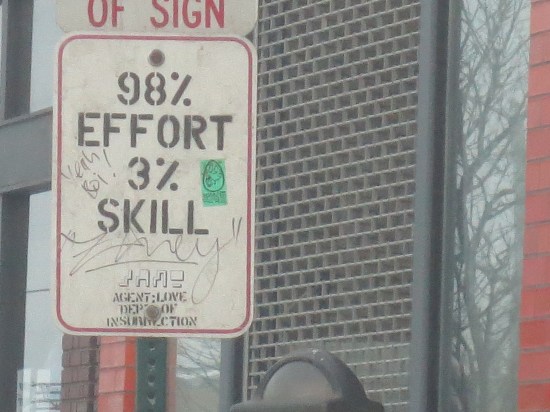 OF SIGN
98%
EFFORT
3%
SKILL
AGENT:LOVE
DEPT OF
INSURRECTION